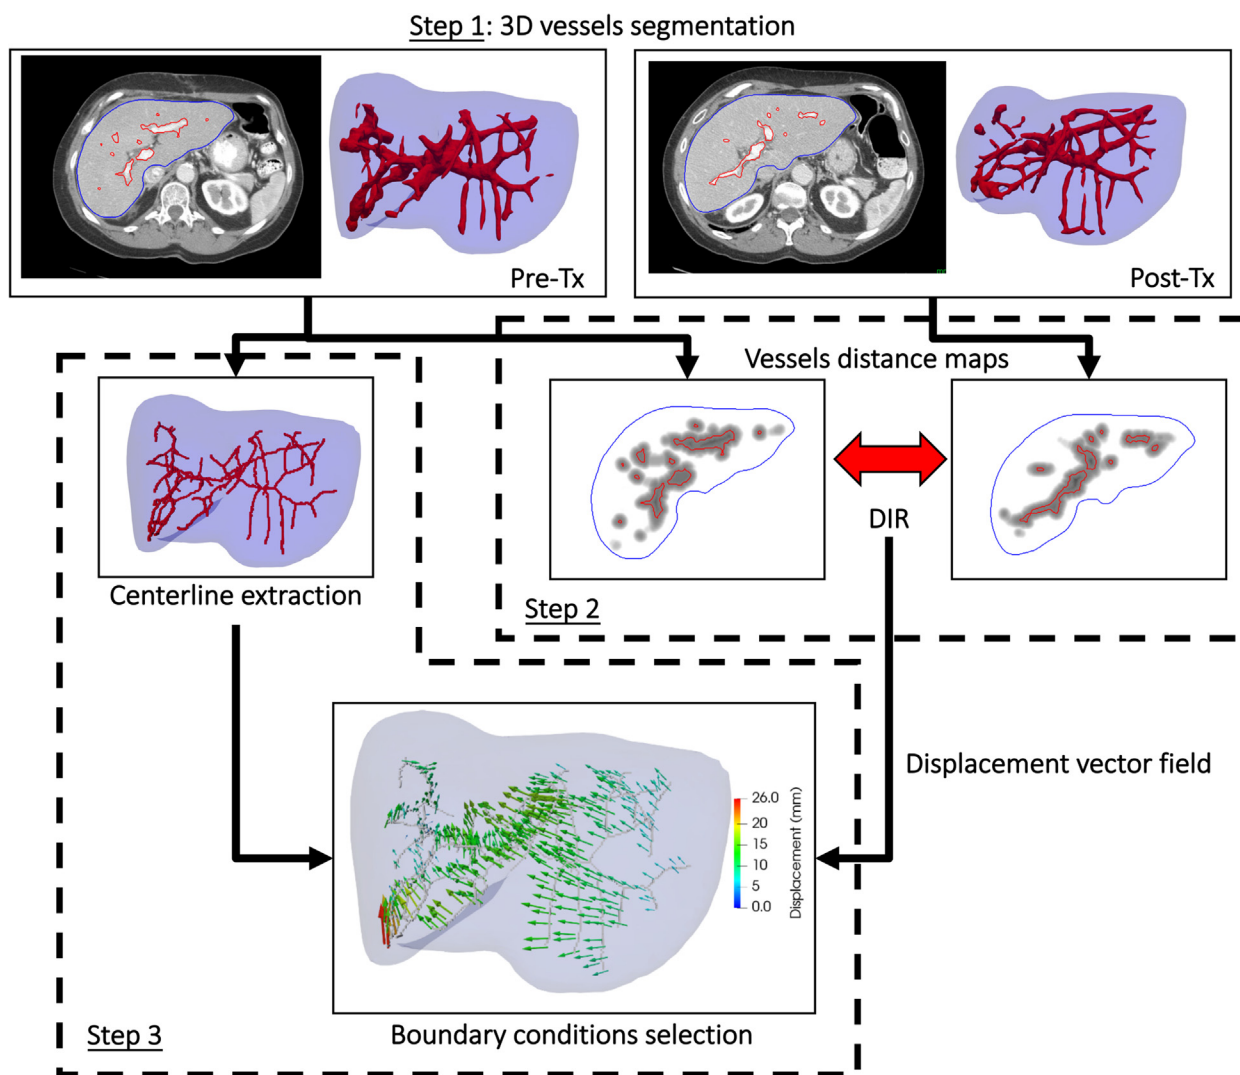 Step 1: 3D vessels segmentation
Pre-Tx
Post-Tx
Vessels distance maps
DIR
Centerline extraction
Step 2
Displacement vector field
26.0
20
15
10
5
0.0
Displacement (mm)
Boundary conditions selection
Step 3